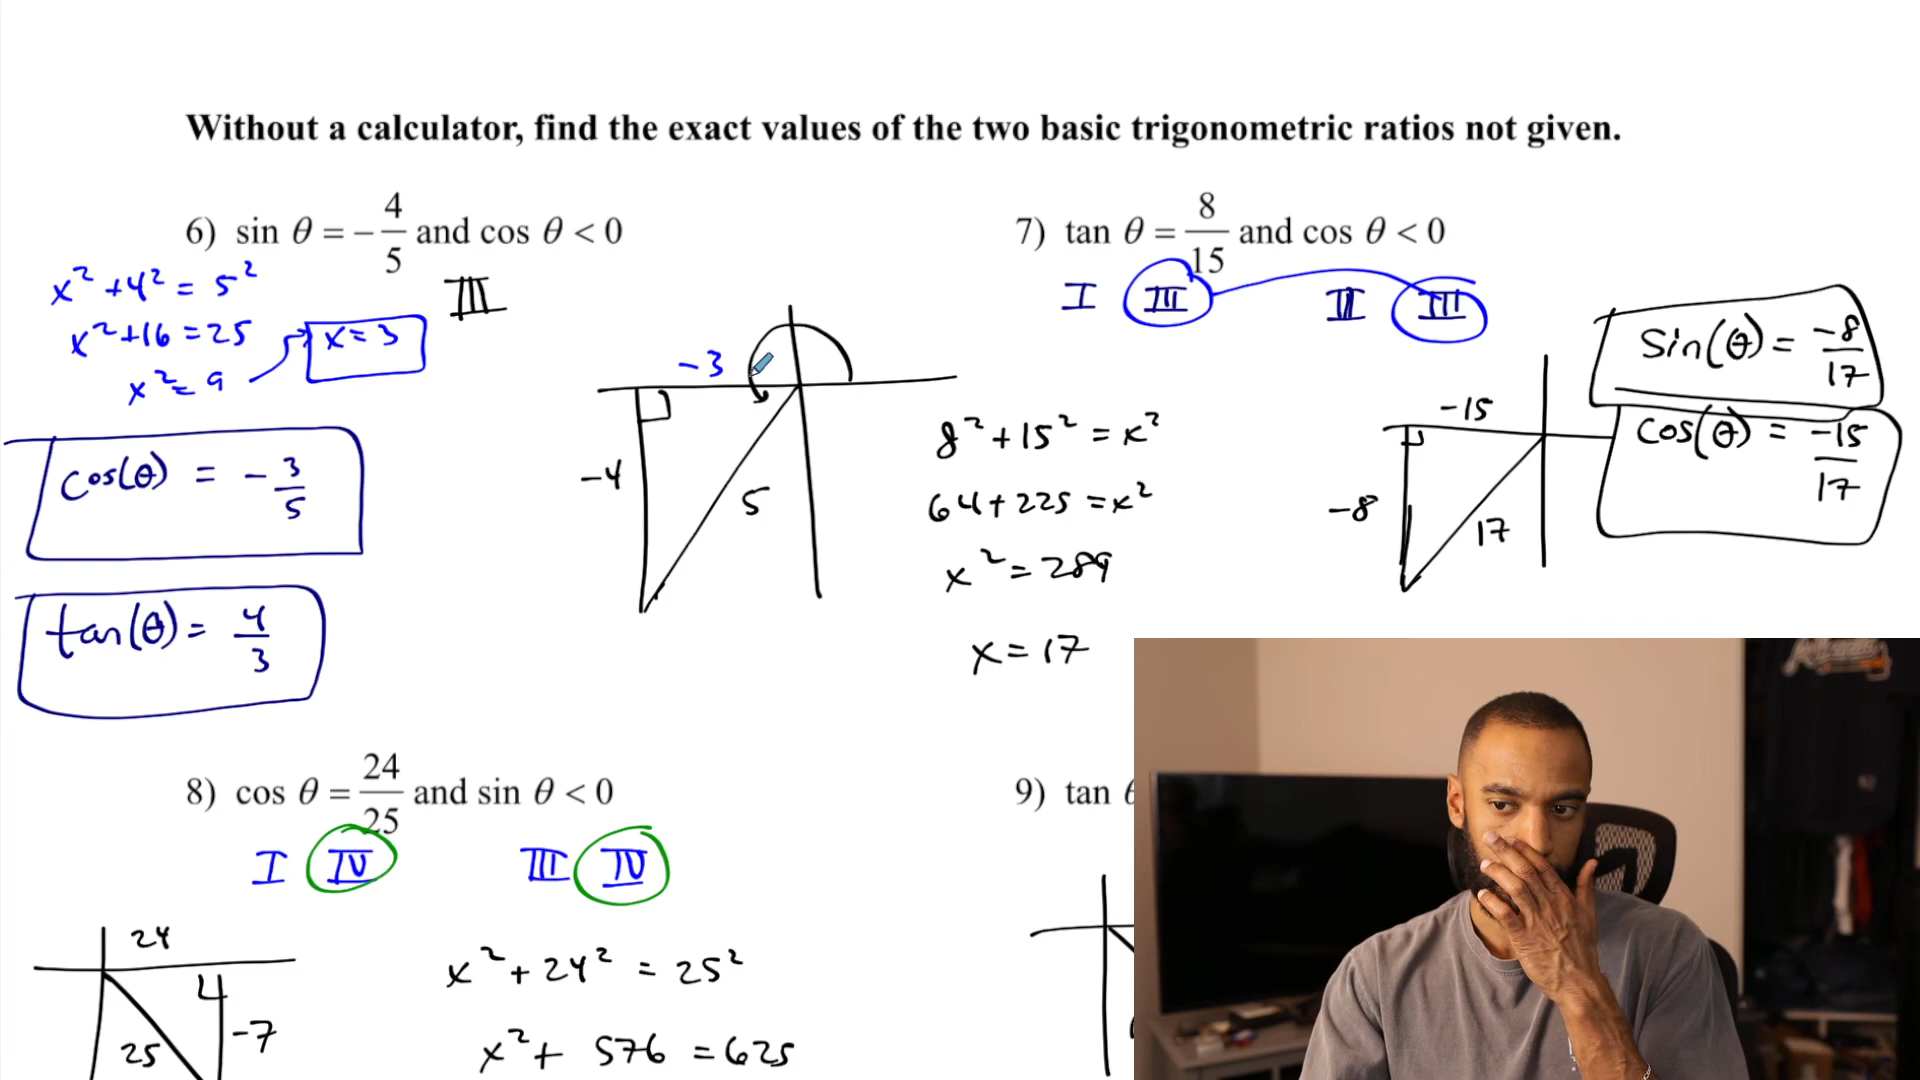 Without a calculator, find the exact values of the two basic trigonometric ratios not given.
6) sin θ = -4/5 and cos θ < 0
III
x² + 4² = 5²
x² + 16 = 25
x² = 9
x = 3
cos(θ) = -3/5
tan(θ) = 4/3
-3
-4
5
7) tan θ = 8/15 and cos θ < 0
I III II III
8² + 15² = x²
64 + 225 = x²
x² = 289
x = 17
-15
-8
17
Sin(θ) = -8/17
cos(θ) = -15/17
8) cos θ = 24/25 and sin θ < 0
I IV III IV
24
-7
25
x² + 24² = 25²
x² + 576 = 625
9) tan